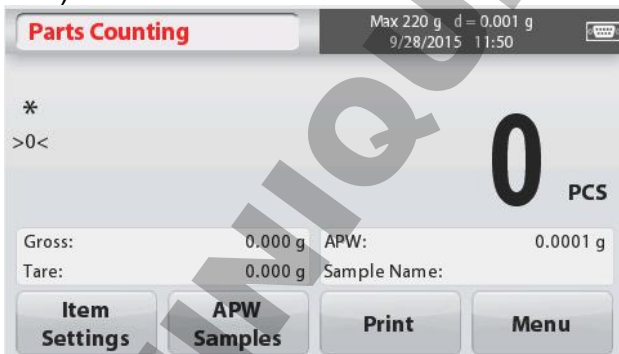 Parts Counting
Max 220 g d = 0.001 g
9/28/2015 11:50
*
>0<
0
PCS
Gross: 0.000 g APW: 0.0001 g
Tare: 0.000 g Sample Name:
Item Settings
APW Samples
Print
Menu